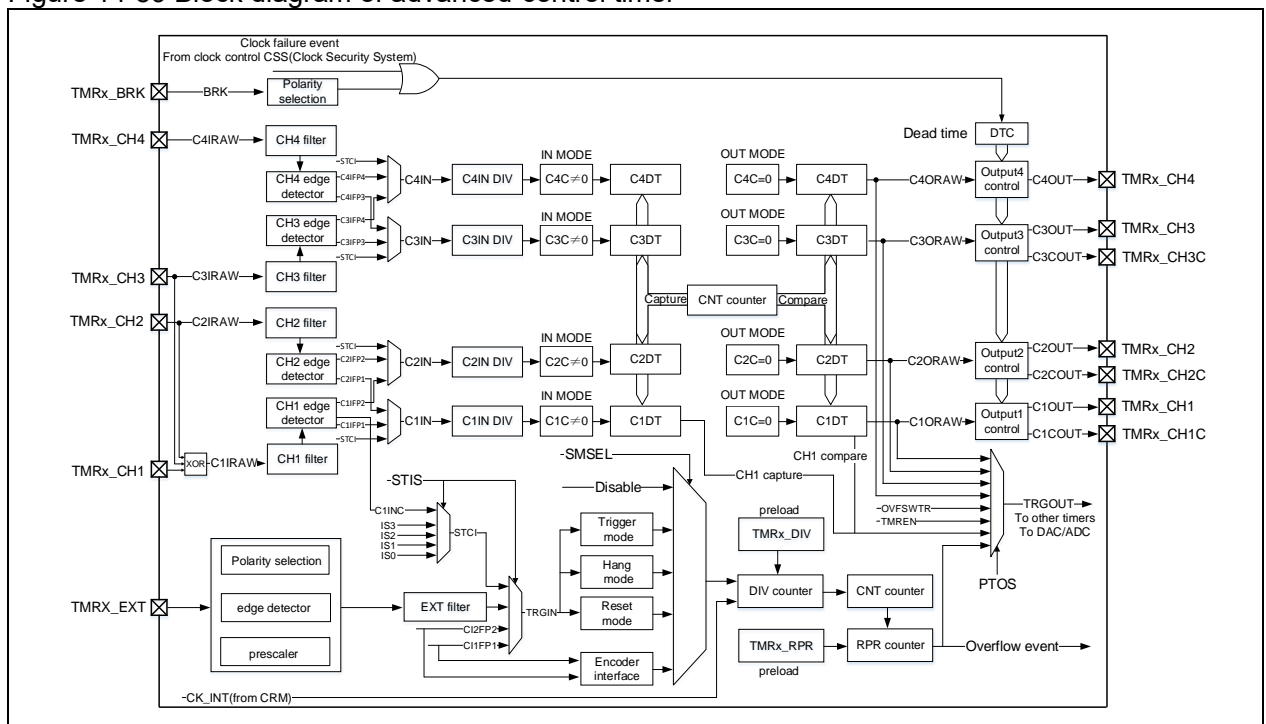 Clock failure event
From clock control CSS(Clock Security System)
TMRx_BRK
BRK
Polarity
selection
Dead time
DTC
TMRx_CH4
C4IRAW
CH4 filter
STCI
C4IFP4
C4IFP3
CH4 edge
detector
C4IN
C4IN DIV
IN MODE
C4C≠0
C4DT
OUT MODE
C4C=0
C4DT
C4ORAW
Output4
control
C4OUT
TMRx_CH4
CH3 edge
detector
C3IFP4
C3IFP3
STCI
C3IN
C3IN DIV
IN MODE
C3C≠0
C3DT
OUT MODE
C3C=0
C3DT
C3ORAW
Output3
control
C3OUT
C3COUT
TMRx_CH3
TMRx_CH3C
TMRx_CH3
C3IRAW
CH3 filter
Capture
CNT counter
Compare
TMRx_CH2
C2IRAW
CH2 filter
STCI
C2IFP2
C2IFP1
CH2 edge
detector
C2IN
C2IN DIV
IN MODE
C2C≠0
C2DT
OUT MODE
C2C=0
C2DT
C2ORAW
Output2
control
C2OUT
C2COUT
TMRx_CH2
TMRx_CH2C
CH1 edge
detector
C1IFP2
C1IFP1
STCI
C1IN
C1IN DIV
IN MODE
C1C≠0
C1DT
OUT MODE
C1C=0
C1DT
C1ORAW
Output1
control
C1OUT
C1COUT
TMRx_CH1
TMRx_CH1C
TMRx_CH1
XOR
C1IRAW
CH1 filter
CH1 compare
CH1 capture
STIS
SMSEL
Disable
C1INC
IS3
IS2
IS1
IS0
STCI
Trigger
mode
Hang
mode
Reset
mode
Encoder
interface
TRGIN
preload
TMRx_DIV
OVFSWTR
TMREN
TRGOUT
To other timers
To DAC/ADC
PTOS
TMRX_EXT
Polarity selection
edge detector
prescaler
EXT filter
CI2FP2
CI1FP1
DIV counter
CNT counter
TMRx_RPR
preload
RPR counter
Overflow event
CK_INT(from CRM)